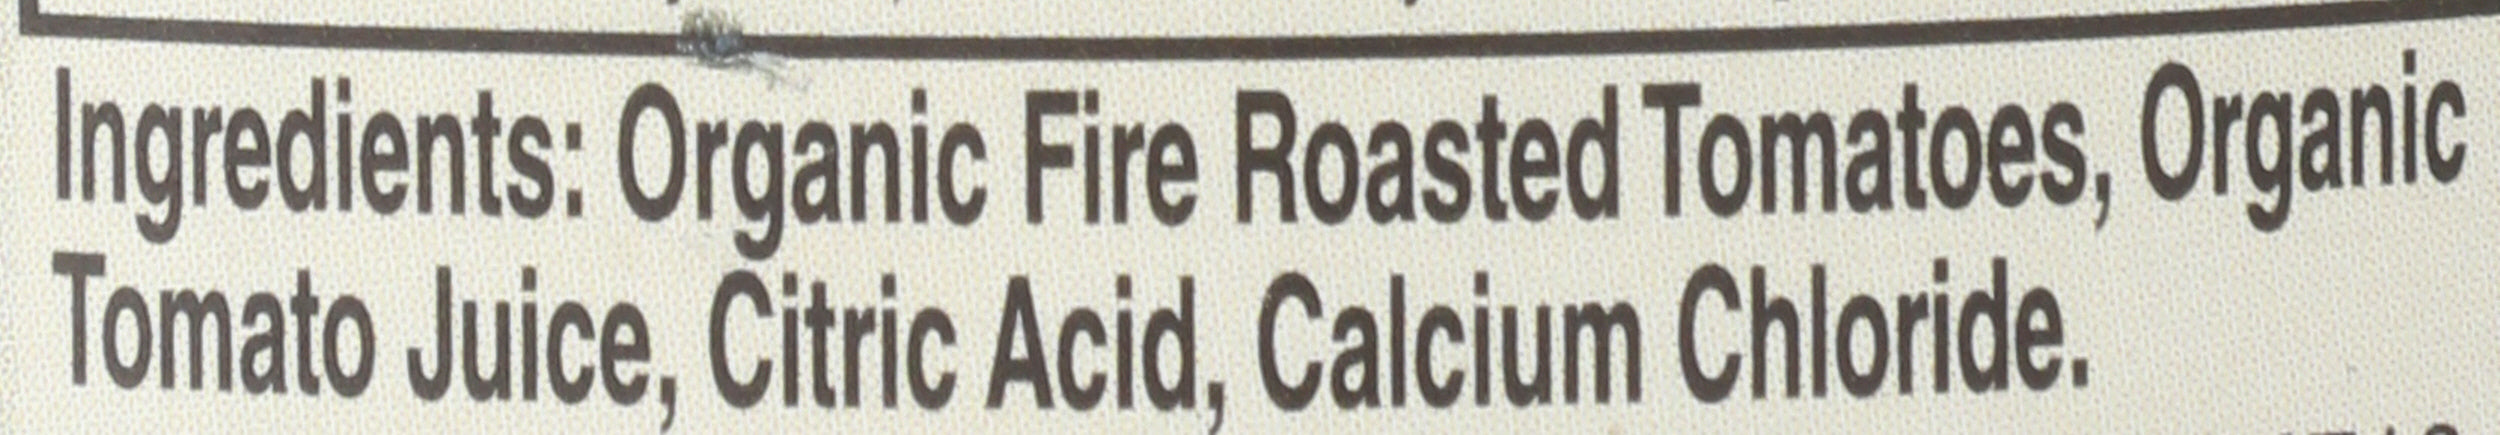 Ingredients: Organic Fire Roasted Tomatoes, Organic
Tomato Juice, Citric Acid, Calcium Chloride.